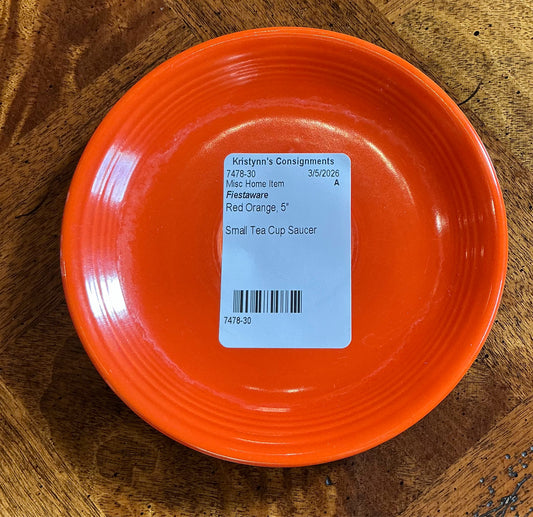 Kristynn's Consignments
7478-30 3/5/2026
Misc Home Item A
Fiestaware
Red Orange, 5"
Small Tea Cup Saucer
7478-30